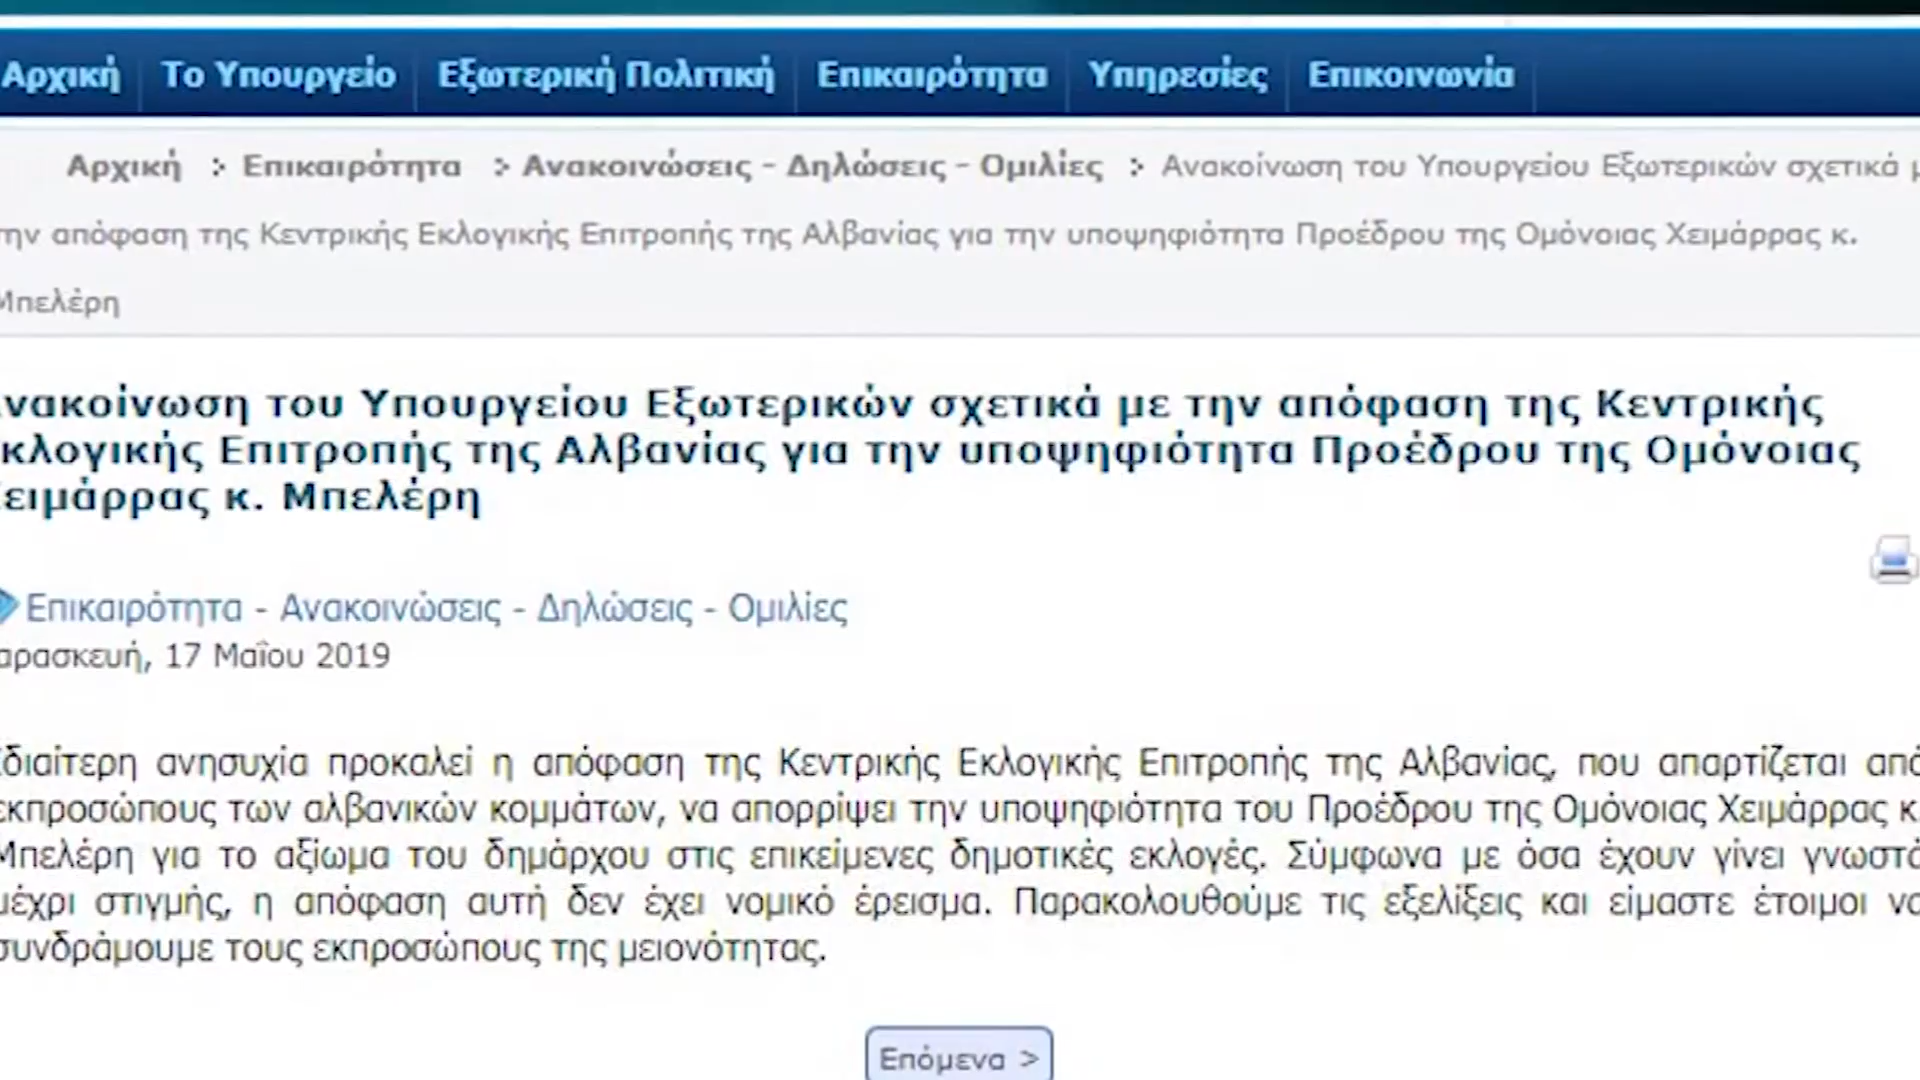 Αρχική Το Υπουργείο Εξωτερική Πολιτική Επικαιρότητα Υπηρεσίες Επικοινωνία
Αρχική > Επικαιρότητα > Ανακοινώσεις - Δηλώσεις - Ομιλίες > Ανακοίνωση του Υπουργείου Εξωτερικών σχετικά μ
ην απόφαση της Κεντρικής Εκλογικής Επιτροπής της Αλβανίας για την υποψηφιότητα Προέδρου της Ομόνοιας Χειμάρρας κ.
Μπελέρη
νακοίνωση του Υπουργείου Εξωτερικών σχετικά με την απόφαση της Κεντρικής
κλογικής Επιτροπής της Αλβανίας για την υποψηφιότητα Προέδρου της Ομόνοιας
ειμάρρας κ. Μπελέρη
Επικαιρότητα - Ανακοινώσεις - Δηλώσεις - Ομιλίες
αρασκευή, 17 Μαΐου 2019
διαίτερη ανησυχία προκαλεί η απόφαση της Κεντρικής Εκλογικής Επιτροπής της Αλβανίας, που απαρτίζεται από
εκπροσώπους των αλβανικών κομμάτων, να απορρίψει την υποψηφιότητα του Προέδρου της Ομόνοιας Χειμάρρας κ.
Μπελέρη για το αξίωμα του δημάρχου στις επικείμενες δημοτικές εκλογές. Σύμφωνα με όσα έχουν γίνει γνωστά
μέχρι στιγμής, η απόφαση αυτή δεν έχει νομικό έρεισμα. Παρακολουθούμε τις εξελίξεις και είμαστε έτοιμοι να
συνδράμουμε τους εκπροσώπους της μειονότητας.
Επόμενα >